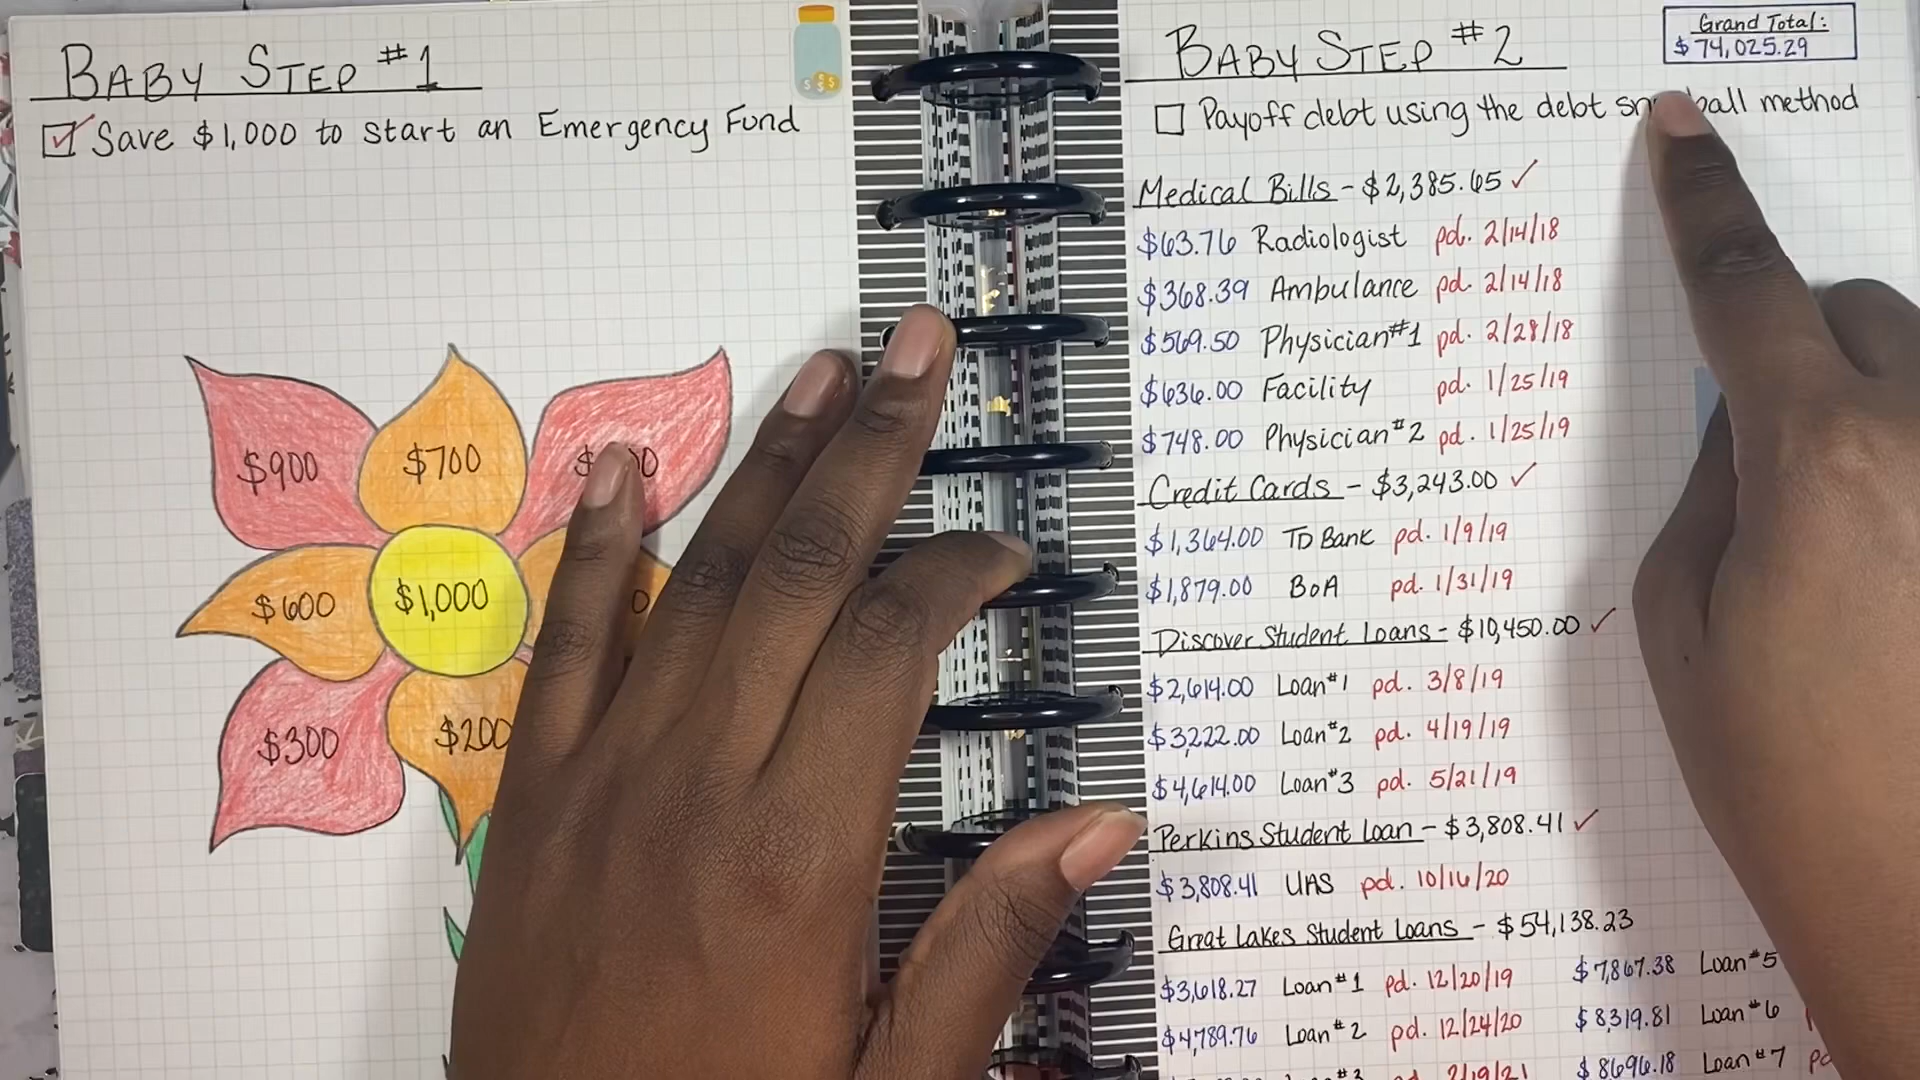 BABY STEP #1
Save $1,000 to start an Emergency Fund
$900
$700
$600
$1,000
$300
$200
BABY STEP #2
Grand Total:
$74,025.29
Payoff debt using the debt snowball method
Medical Bills - $2,385.65 ✓
$63.76 Radiologist pd. 2/14/18
$368.39 Ambulance pd. 2/14/18
$569.50 Physician #1 pd. 2/28/18
$636.00 Facility pd. 1/25/19
$748.00 Physician #2 pd. 1/25/19
Credit Cards - $3,243.00 ✓
$1,364.00 TD Bank pd. 1/9/19
$1,879.00 BoA pd. 1/31/19
Discover Student Loans - $10,450.00 ✓
$2,614.00 Loan #1 pd. 3/8/19
$3,222.00 Loan #2 pd. 4/19/19
$4,614.00 Loan #3 pd. 5/21/19
Perkins Student Loan - $3,808.41 ✓
$3,808.41 UAS pd. 10/16/20
Great Lakes Student Loans - $54,138.23
$3,618.27 Loan #1 pd. 12/20/19
$4,789.76 Loan #2 pd. 12/24/20
#3 2/19/21
$7,867.38 Loan #5
$8,319.81 Loan #6
$8696.18 Loan #7